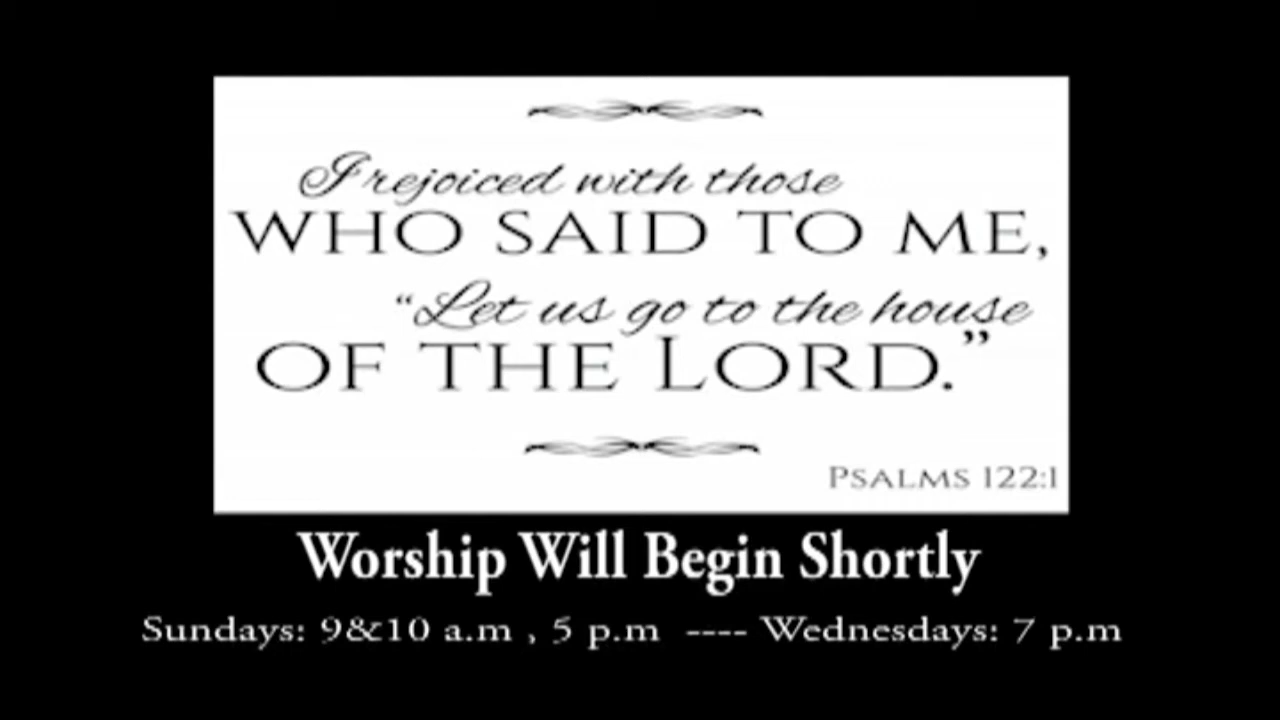 I rejoiced with those
WHO SAID TO ME,
“Let us go to the house
OF THE LORD.”
PSALMS 122:1
Worship Will Begin Shortly
Sundays: 9&10 a.m , 5 p.m ---- Wednesdays: 7 p.m